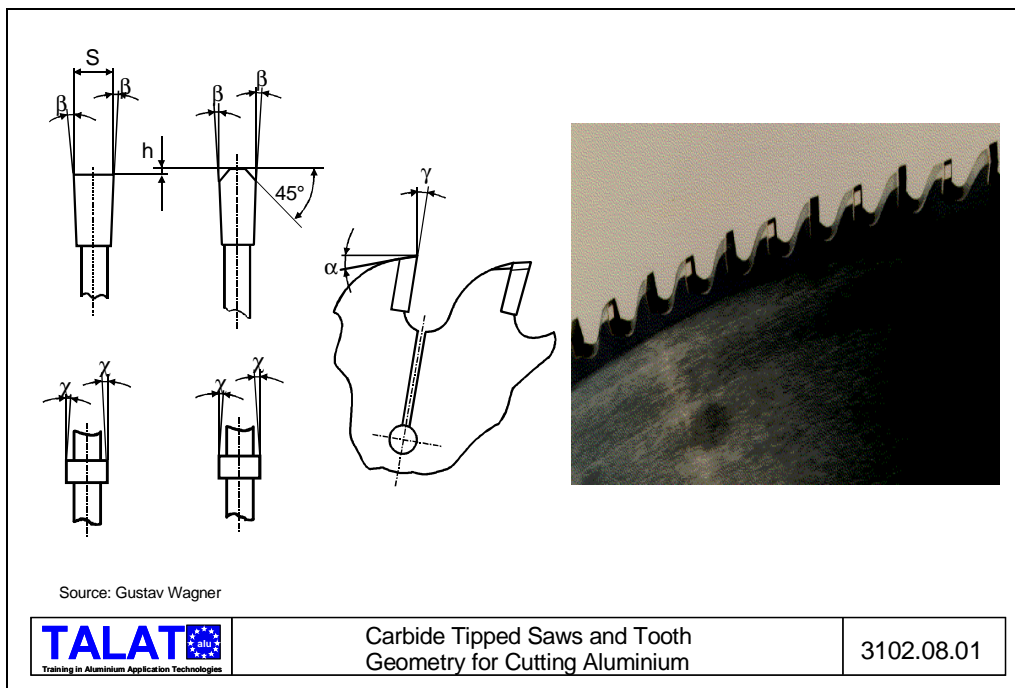 S
β
β
h
β
β
45°
γ
α
χ
χ
χ
χ
Source: Gustav Wagner
TALAT
alu
Training in Aluminium Application Technologies
Carbide Tipped Saws and Tooth
Geometry for Cutting Aluminium
3102.08.01